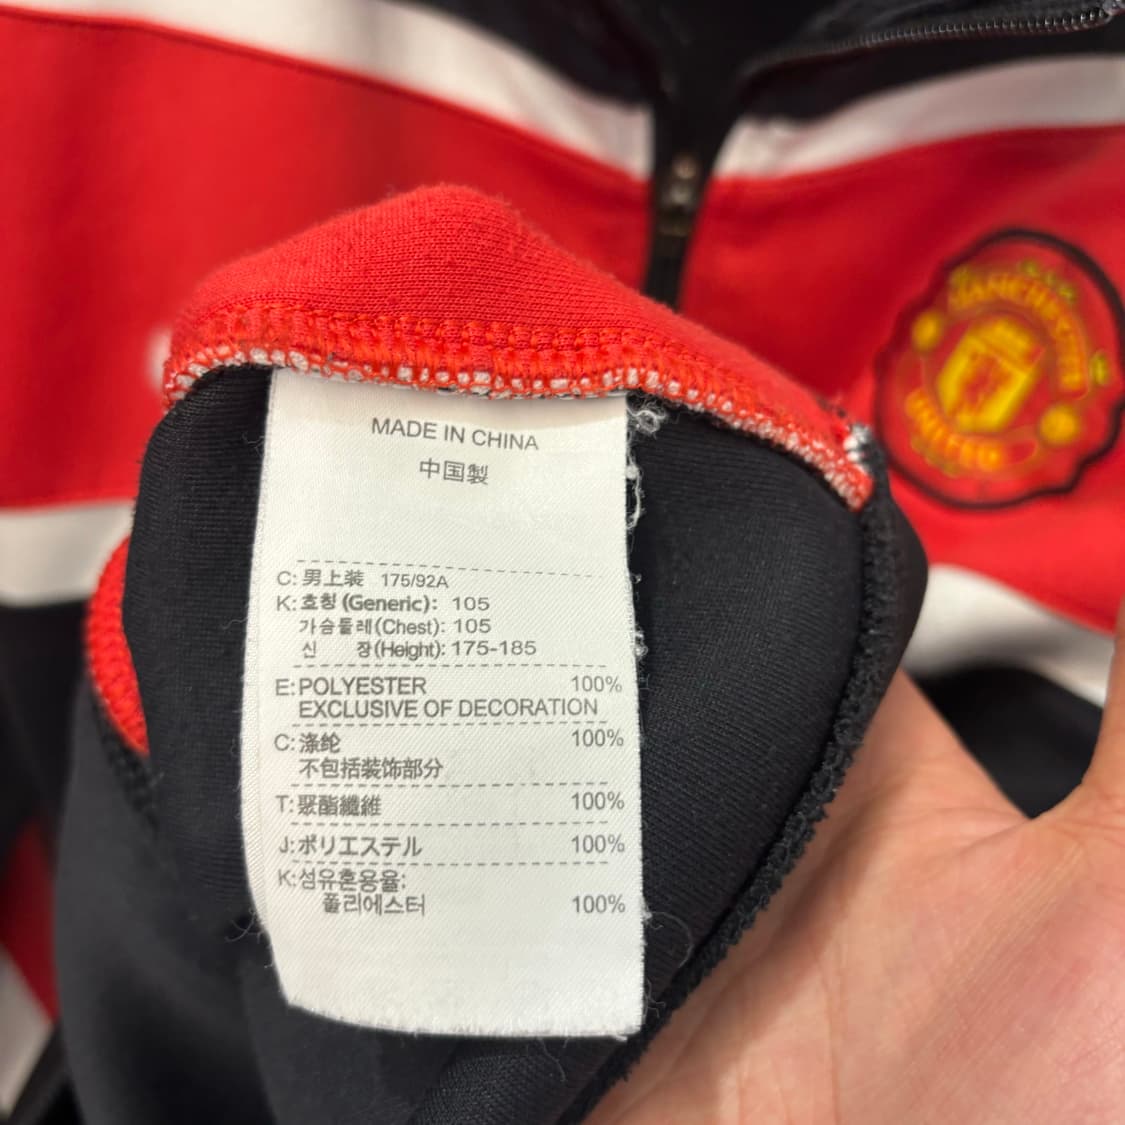 MANCHESTER
UNITED
MADE IN CHINA
中国製
C: 男上装 175/92A
K: 호칭 (Generic): 105
가슴둘레(Chest): 105
신 장(Height): 175-185
E: POLYESTER 100%
EXCLUSIVE OF DECORATION
C: 涤纶 100%
不包括装饰部分
T: 聚酯纖維 100%
J: ポリエステル 100%
K: 섬유혼용율:
폴리에스터 100%